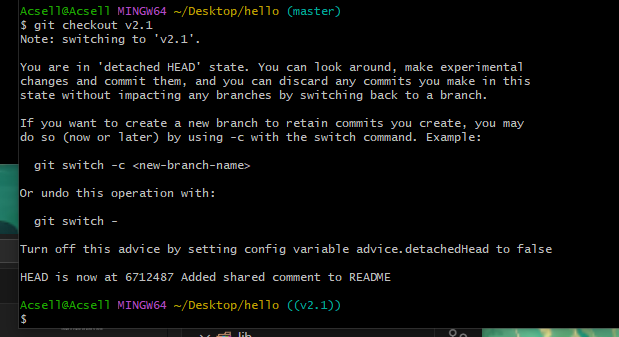 Acsell@Acsell MINGW64 ~/Desktop/hello (master)
$ git checkout v2.1
Note: switching to 'v2.1'.
You are in 'detached HEAD' state. You can look around, make experimental
changes and commit them, and you can discard any commits you make in this
state without impacting any branches by switching back to a branch.
If you want to create a new branch to retain commits you create, you may
do so (now or later) by using -c with the switch command. Example:
git switch -c <new-branch-name>
Or undo this operation with:
git switch -
Turn off this advice by setting config variable advice.detachedHead to false
HEAD is now at 6712487 Added shared comment to README
Acsell@Acsell MINGW64 ~/Desktop/hello ((v2.1))
$
lib